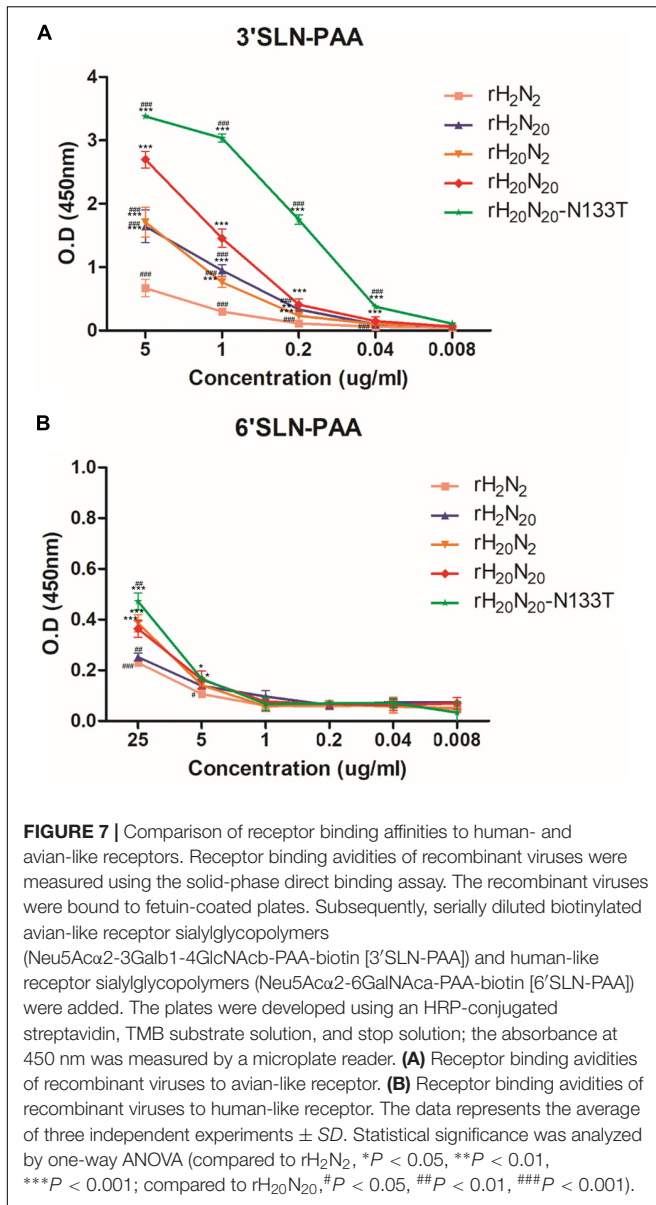 A
3'SLN-PAA
O.D (450nm)
4
3
2
1
0
5 1 0.2 0.04 0.008
Concentration (ug/ml)
rH2N2
rH2N20
rH20N2
rH20N20
rH20N20-N133T
###
***
###
***
***
***
###
***
###
***
###
***
###
***
###
***
###
###
***
***
###
***
###
###
***
***
###
B
6'SLN-PAA
O.D (450nm)
1.0
0.8
0.6
0.4
0.2
0.0
25 5 1 0.2 0.04 0.008
Concentration (ug/ml)
rH2N2
rH2N20
rH20N2
rH20N20
rH20N20-N133T
##
***
***
***
##
###
*
*
#
FIGURE 7 | Comparison of receptor binding affinities to human- and
avian-like receptors. Receptor binding avidities of recombinant viruses were
measured using the solid-phase direct binding assay. The recombinant viruses
were bound to fetuin-coated plates. Subsequently, serially diluted biotinylated
avian-like receptor sialylglycopolymers
(Neu5Acα2-3Galb1-4GlcNAcb-PAA-biotin [3′SLN-PAA]) and human-like
receptor sialylglycopolymers (Neu5Acα2-6GalNAca-PAA-biotin [6′SLN-PAA])
were added. The plates were developed using an HRP-conjugated
streptavidin, TMB substrate solution, and stop solution; the absorbance at
450 nm was measured by a microplate reader. (A) Receptor binding avidities
of recombinant viruses to avian-like receptor. (B) Receptor binding avidities of
recombinant viruses to human-like receptor. The data represents the average
of three independent experiments ± SD. Statistical significance was analyzed
by one-way ANOVA (compared to rH2N2, *P < 0.05, **P < 0.01,
***P < 0.001; compared to rH20N20,#P < 0.05, ##P < 0.01, ###P < 0.001).